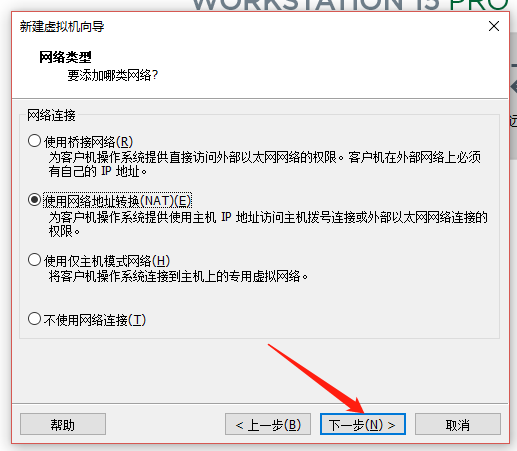 WORKSTATION 15 PRO
新建虚拟机向导
网络类型
要添加哪类网络?
网络连接
使用桥接网络(R)
为客户机操作系统提供直接访问外部以太网网络的权限。客户机在外部网络上必须
有自己的 IP 地址。
使用网络地址转换(NAT)(E)
为客户机操作系统提供使用主机 IP 地址访问主机拨号连接或外部以太网网络连接的
权限。
使用仅主机模式网络(H)
将客户机操作系统连接到主机上的专用虚拟网络。
不使用网络连接(T)
帮助
< 上一步(B)
下一步(N) >
取消